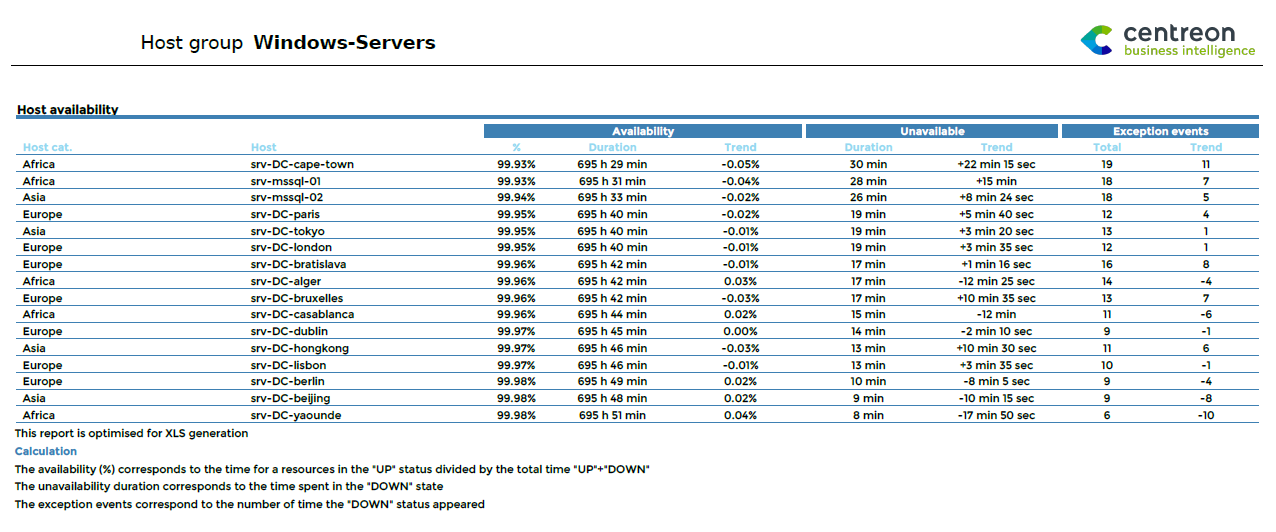 Host group Windows-Servers
centreon
business intelligence
Host availability
Availability Unavailable Exception events
Host cat. Host % Duration Trend Duration Trend Total Trend
Africa srv-DC-cape-town 99.93% 695 h 29 min -0.05% 30 min +22 min 15 sec 19 11
Africa srv-mssql-01 99.93% 695 h 31 min -0.04% 28 min +15 min 18 7
Asia srv-mssql-02 99.94% 695 h 33 min -0.02% 26 min +8 min 24 sec 18 5
Europe srv-DC-paris 99.95% 695 h 40 min -0.02% 19 min +5 min 40 sec 12 4
Asia srv-DC-tokyo 99.95% 695 h 40 min -0.01% 19 min +3 min 20 sec 13 1
Europe srv-DC-london 99.95% 695 h 40 min -0.01% 19 min +3 min 35 sec 12 1
Europe srv-DC-bratislava 99.96% 695 h 42 min -0.01% 17 min +1 min 16 sec 16 8
Africa srv-DC-alger 99.96% 695 h 42 min 0.03% 17 min -12 min 25 sec 14 -4
Europe srv-DC-bruxelles 99.96% 695 h 42 min -0.03% 17 min +10 min 35 sec 13 7
Africa srv-DC-casablanca 99.96% 695 h 44 min 0.02% 15 min -12 min 11 -6
Europe srv-DC-dublin 99.97% 695 h 45 min 0.00% 14 min -2 min 10 sec 9 -1
Asia srv-DC-hongkong 99.97% 695 h 46 min -0.03% 13 min +10 min 30 sec 11 6
Europe srv-DC-lisbon 99.97% 695 h 46 min -0.01% 13 min +3 min 35 sec 10 -1
Europe srv-DC-berlin 99.98% 695 h 49 min 0.02% 10 min -8 min 5 sec 9 -4
Asia srv-DC-beijing 99.98% 695 h 48 min 0.02% 9 min -10 min 15 sec 9 -8
Africa srv-DC-yaounde 99.98% 695 h 51 min 0.04% 8 min -17 min 50 sec 6 -10
This report is optimised for XLS generation
Calculation
The availability (%) corresponds to the time for a resources in the "UP" status divided by the total time "UP"+"DOWN"
The unavailability duration corresponds to the time spent in the "DOWN" state
The exception events correspond to the number of time the "DOWN" status appeared